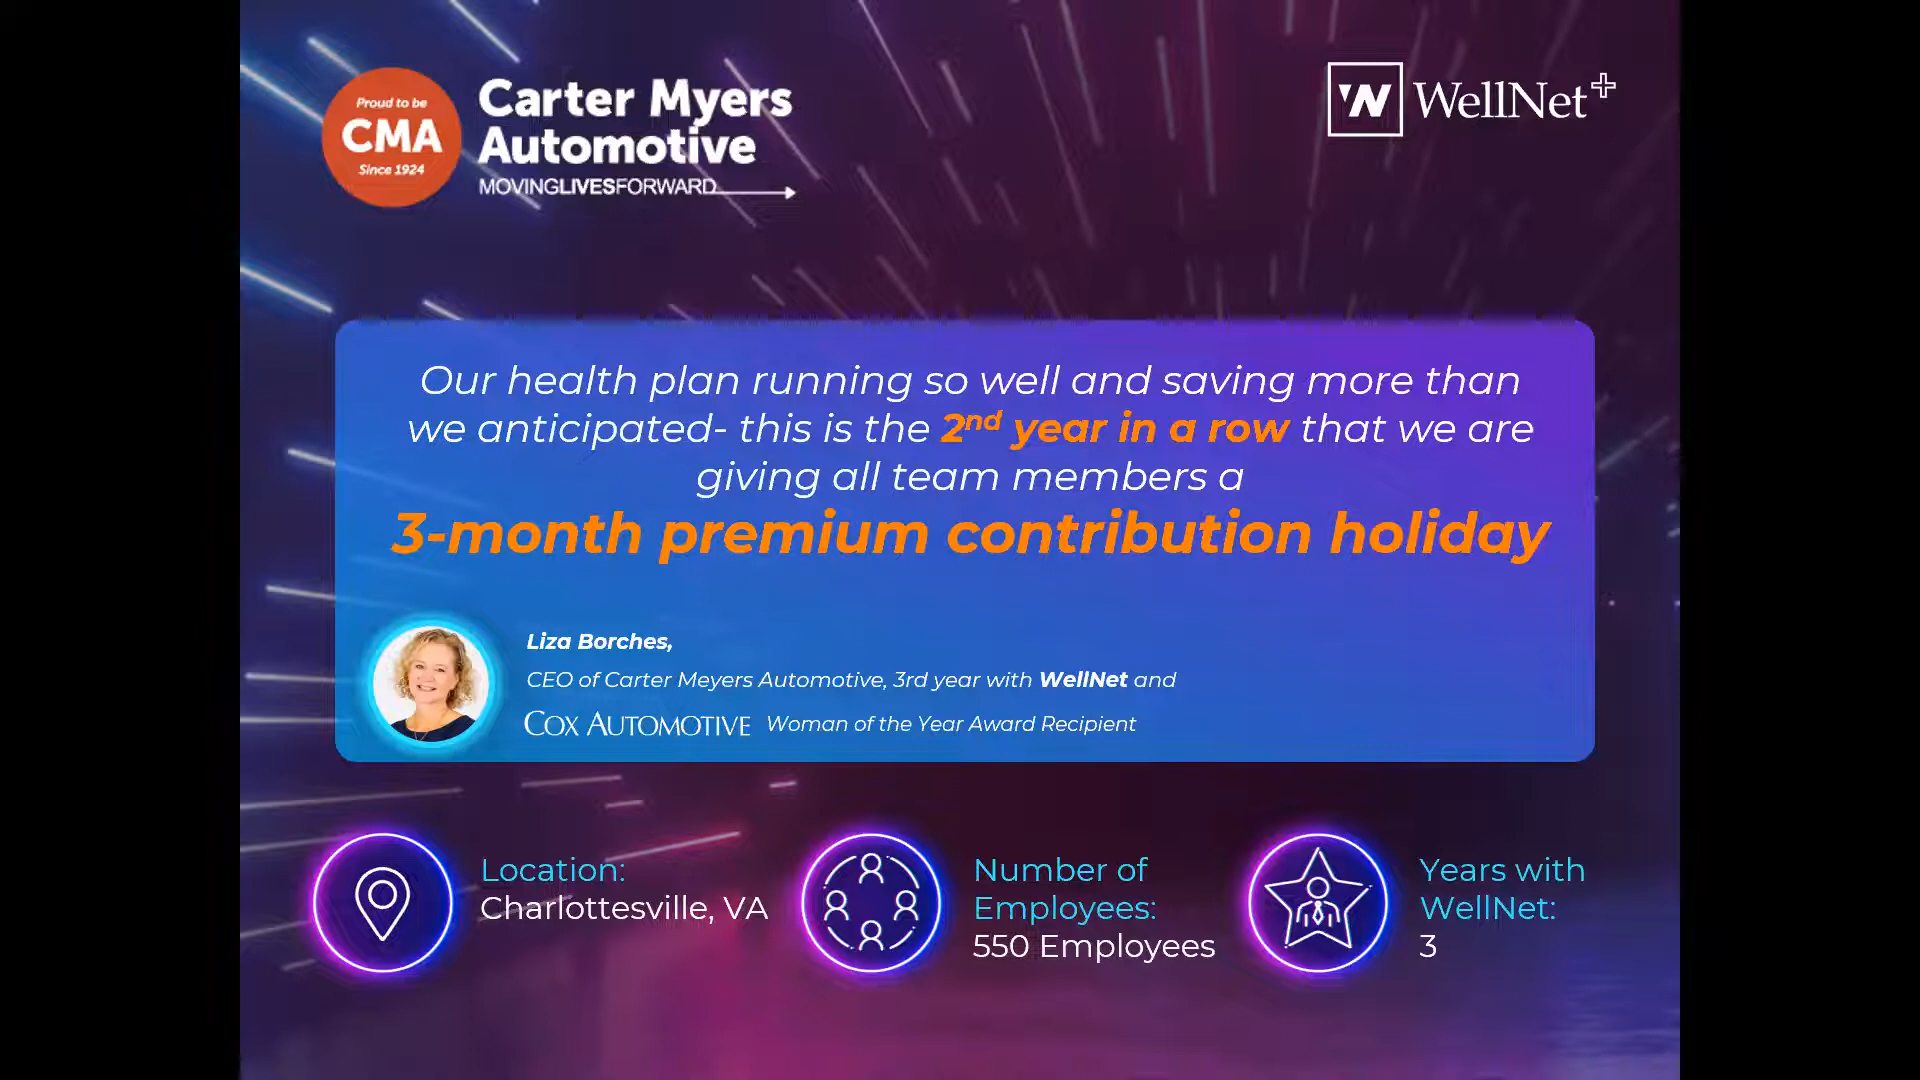 Proud to be
CMA
Since 1924
Carter Myers
Automotive
MOVINGLIVESFORWARD
W WellNet
Our health plan running so well and saving more than
we anticipated- this is the 2nd year in a row that we are
giving all team members a
3-month premium contribution holiday
Liza Borches,
CEO of Carter Meyers Automotive, 3rd year with WellNet and
COX AUTOMOTIVE Woman of the Year Award Recipient
Location:
Charlottesville, VA
Number of
Employees:
550 Employees
Years with
WellNet:
3